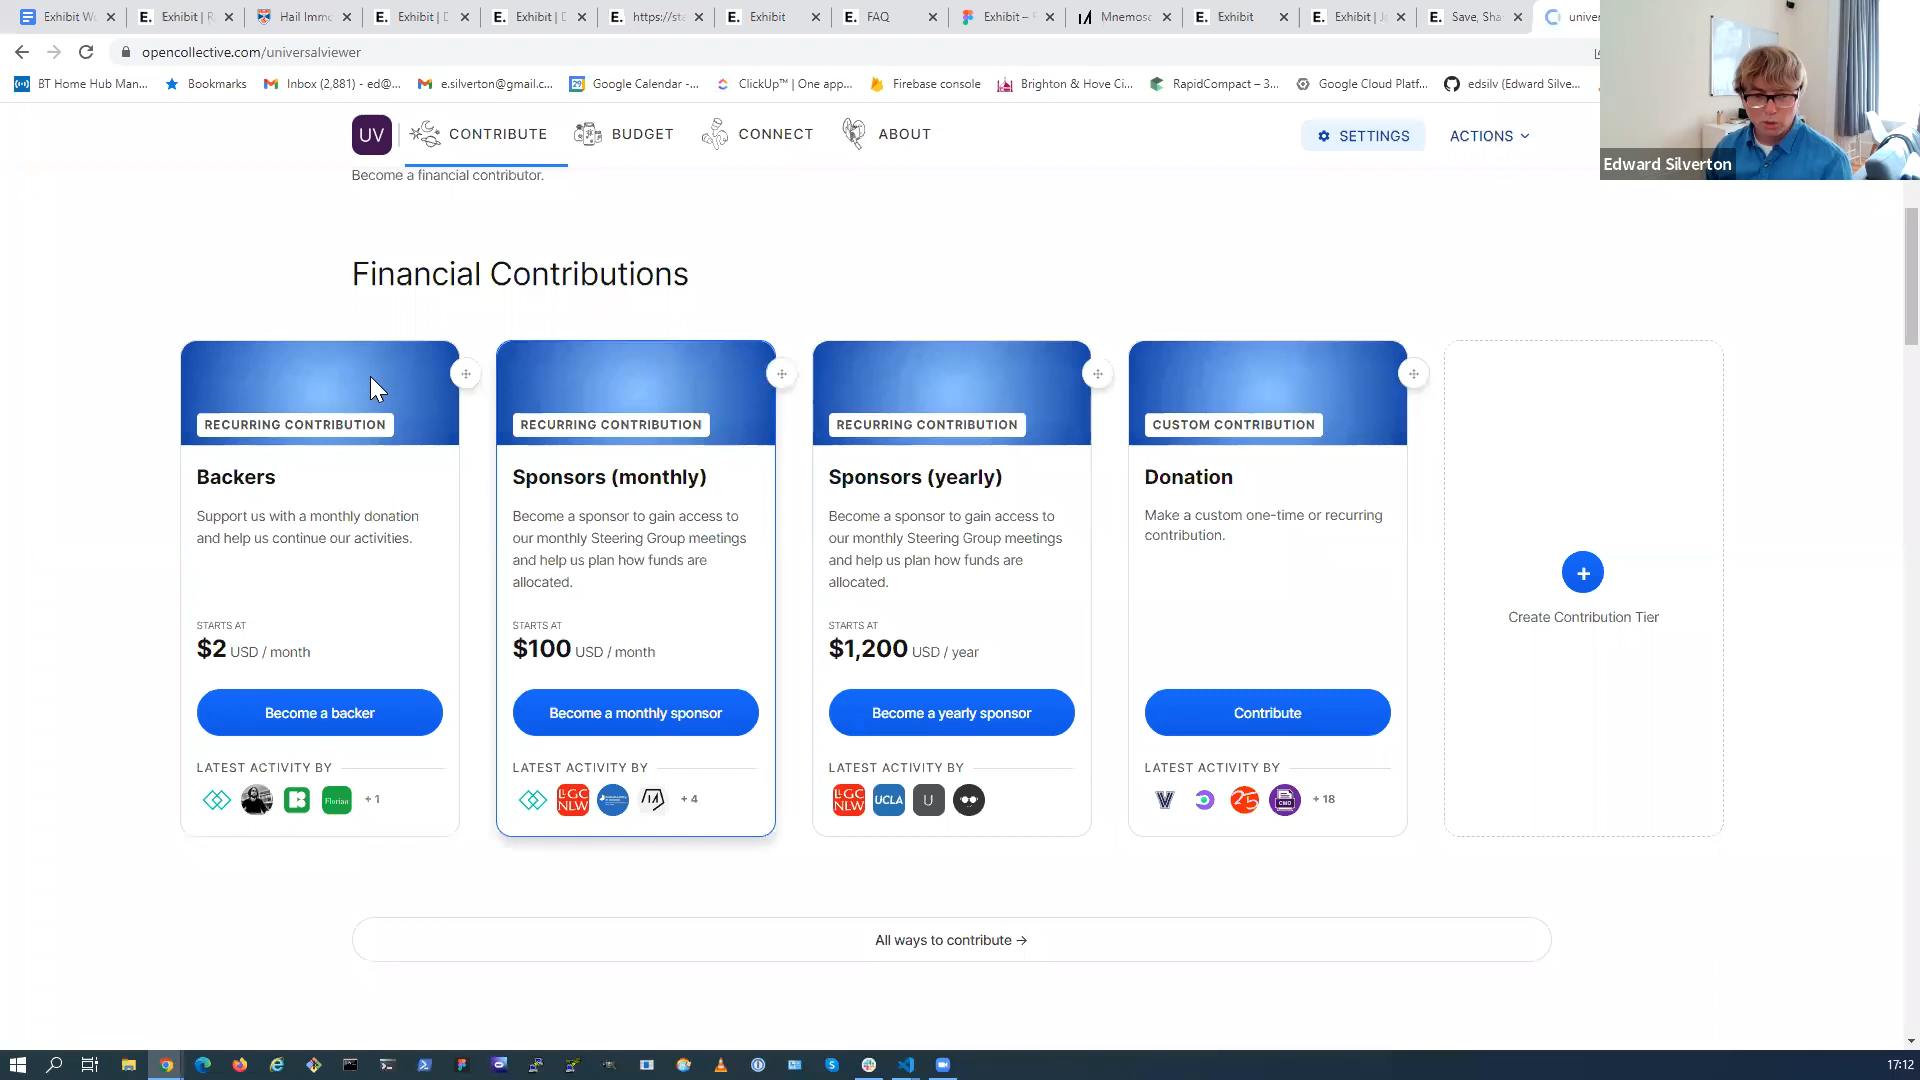 Exhibit W
Exhibit | R
Hail Imm
Exhibit | D
Exhibit | D
https://sta
Exhibit
FAQ
Exhibit –
Mnemosc
Exhibit
Exhibit |
Save, Sha
univer
opencollective.com/universalviewer
BT Home Hub Man...
Bookmarks
Inbox (2,881) - ed@...
e.silverton@gmail.c...
Google Calendar -...
ClickUp™ | One app...
Firebase console
Brighton & Hove Ci...
RapidCompact – 3...
Google Cloud Platf...
edsilv (Edward Silve...
Edward Silverton
UV
CONTRIBUTE
BUDGET
CONNECT
ABOUT
SETTINGS
ACTIONS
Become a financial contributor.
Financial Contributions
RECURRING CONTRIBUTION
Backers
Support us with a monthly donation
and help us continue our activities.
STARTS AT
$2 USD / month
Become a backer
LATEST ACTIVITY BY
Florian
+ 1
RECURRING CONTRIBUTION
Sponsors (monthly)
Become a sponsor to gain access to
our monthly Steering Group meetings
and help us plan how funds are
allocated.
STARTS AT
$100 USD / month
Become a monthly sponsor
LATEST ACTIVITY BY
LlGC
NLW
+ 4
RECURRING CONTRIBUTION
Sponsors (yearly)
Become a sponsor to gain access to
our monthly Steering Group meetings
and help us plan how funds are
allocated.
STARTS AT
$1,200 USD / year
Become a yearly sponsor
LATEST ACTIVITY BY
LlGC
NLW
UCLA
U
CUSTOM CONTRIBUTION
Donation
Make a custom one-time or recurring
contribution.
Contribute
LATEST ACTIVITY BY
25
CMD
+ 18
+
Create Contribution Tier
All ways to contribute →
17:12